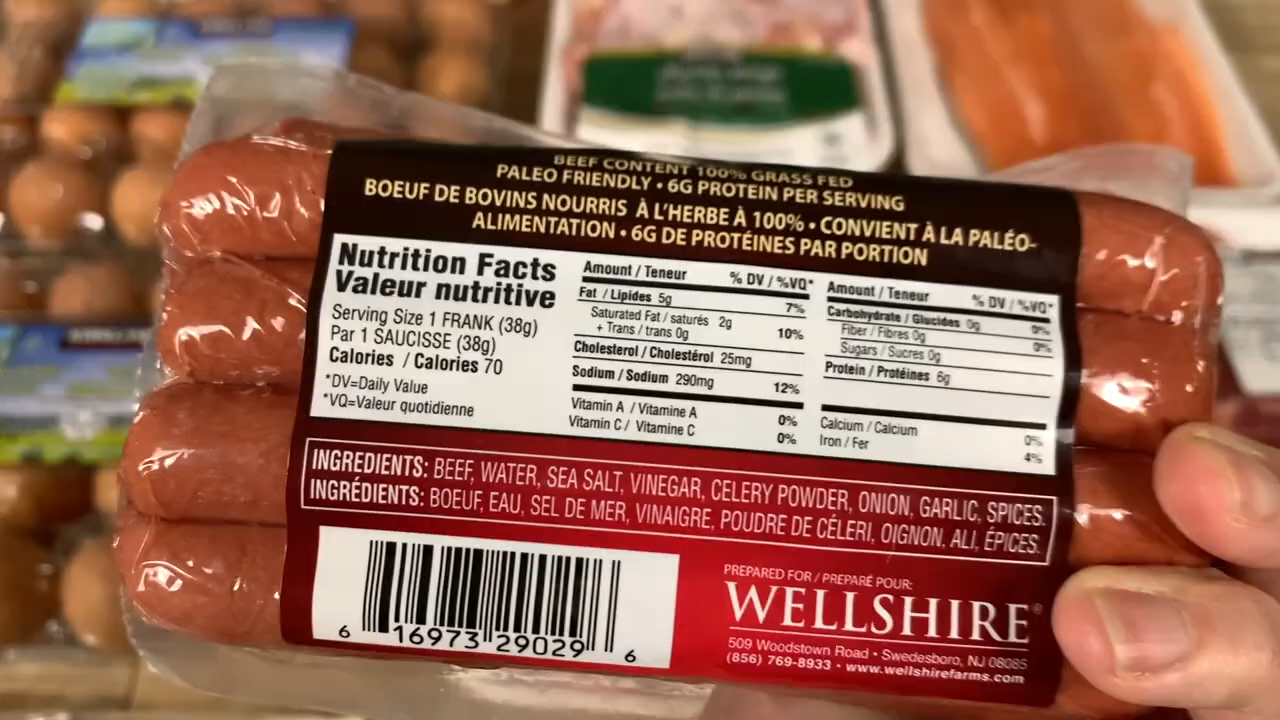 BEEF CONTENT 100% GRASS FED
PALEO FRIENDLY • 6G PROTEIN PER SERVING
BOEUF DE BOVINS NOURRIS À L'HERBE À 100% • CONVIENT À LA PALÉO-
ALIMENTATION • 6G DE PROTÉINES PAR PORTION
Nutrition Facts
Valeur nutritive
Serving Size 1 FRANK (38g)
Par 1 SAUCISSE (38g)
Calories / Calories 70
*DV=Daily Value
*VQ=Valeur quotidienne
Amount / Teneur % DV / %VQ*
Fat / Lipides 5g 7%
Saturated Fat / saturés 2g
+ Trans / trans 0g 10%
Cholesterol / Cholestérol 25mg
Sodium / Sodium 290mg 12%
Vitamin A / Vitamine A 0%
Vitamin C / Vitamine C 0%
Amount / Teneur % DV / %VQ*
Carbohydrate / Glucides 0g 0%
Fiber / Fibres 0g 0%
Sugars / Sucres 0g
Protein / Protéines 6g
Calcium / Calcium 0%
Iron / Fer 4%
INGREDIENTS: BEEF, WATER, SEA SALT, VINEGAR, CELERY POWDER, ONION, GARLIC, SPICES.
INGRÉDIENTS: BOEUF, EAU, SEL DE MER, VINAIGRE, POUDRE DE CÉLERI, OIGNON, ALI, ÉPICES.
6 16973 29029 6
PREPARED FOR / PREPARÉ POUR:
WELLSHIRE®
509 Woodstown Road • Swedesboro, NJ 08085
(856) 769-8933 • www.wellshirefarms.com